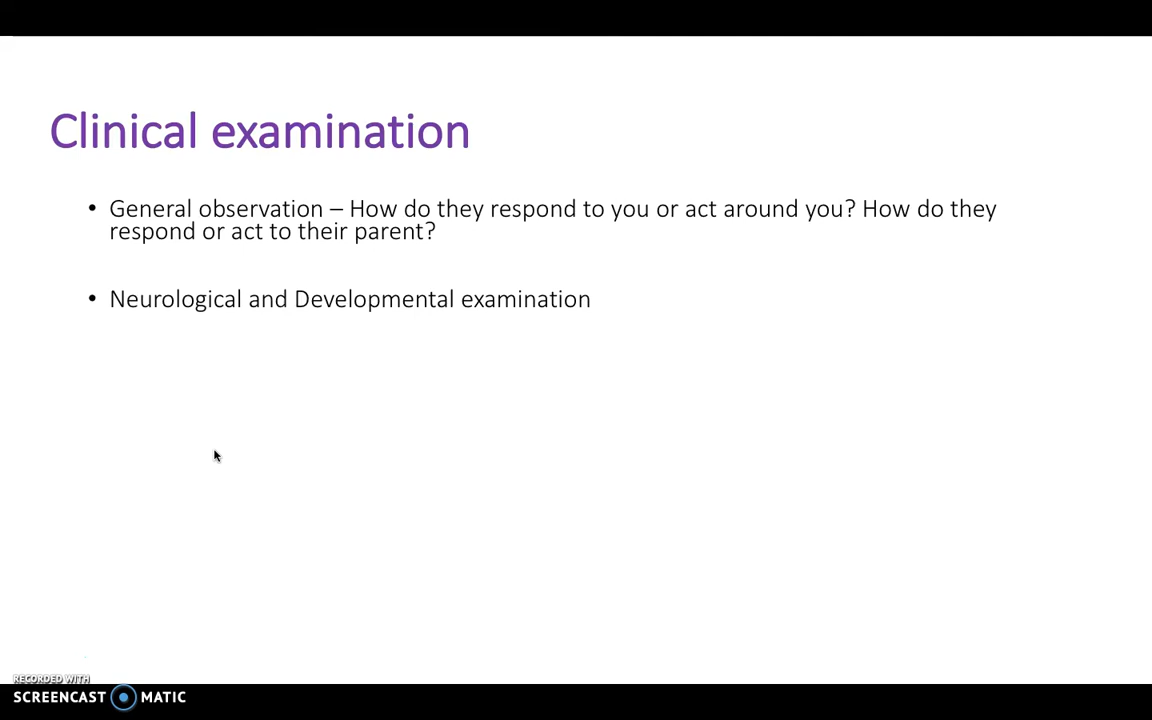 Clinical examination
• General observation – How do they respond to you or act around you? How do they
respond or act to their parent?
• Neurological and Developmental examination
RECORDED WITH
SCREENCAST MATIC